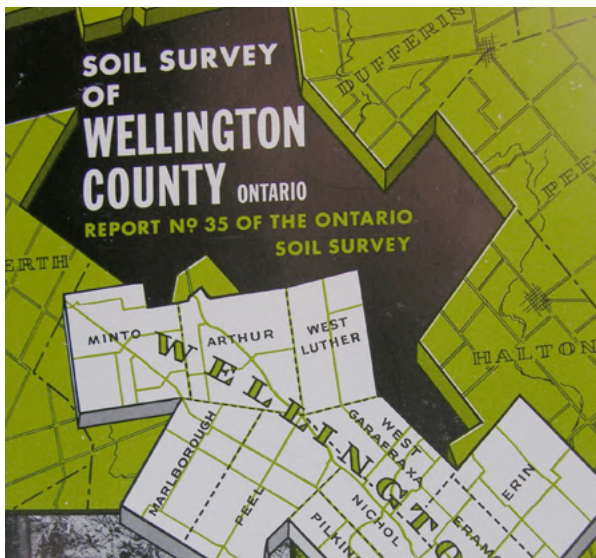 SOIL SURVEY
OF
WELLINGTON
COUNTY ONTARIO
REPORT Nº 35 OF THE ONTARIO
SOIL SURVEY
DUFFERIN
PEEL
ERTH
HALTON
MINTO
ARTHUR
WEST
LUTHER
WELLINGTO
MARLBOROUGH
PEEL
WEST
GARAFRAXA
NICHOL
PILKIN
ERAM
ERIN